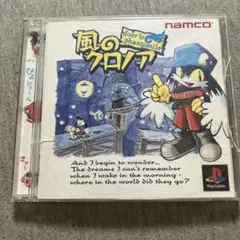 namco
風の
クロノア
door to
phantomile
And I begin to wonder...
The dreams I can't remember
when I wake in the morning -
where in the world did they go?
PlayStation